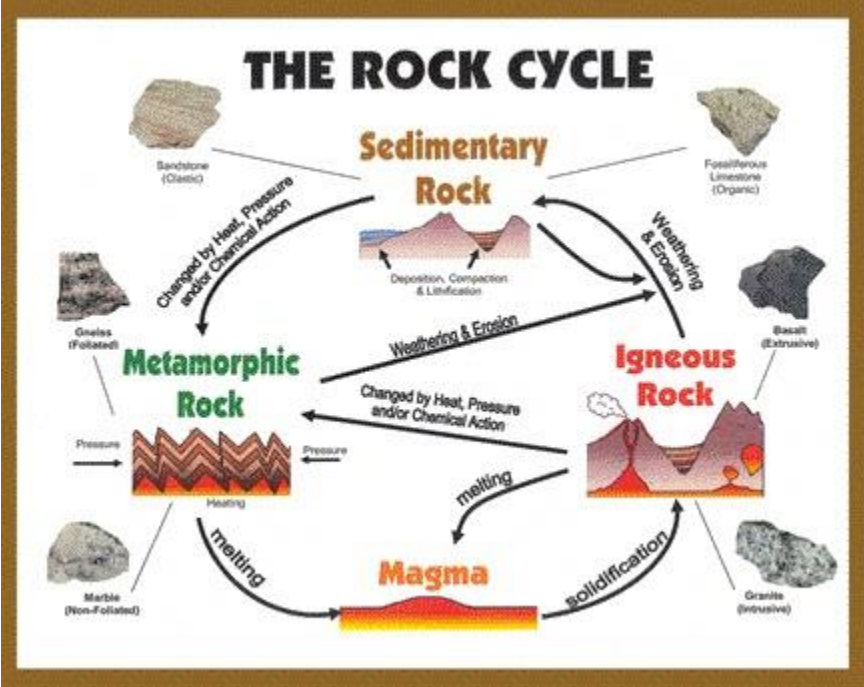 THE ROCK CYCLE
Sandstone
(Clastic)
Sedimentary
Rock
Fossiliferous
Limestone
(Organic)
Changed by Heat, Pressure
and/or Chemical Action
Deposition, Compaction
& Lithification
Weathering
& Erosion
Gneiss
(Foliated)
Basalt
(Extrusive)
Weathering & Erosion
Metamorphic
Rock
Igneous
Rock
Changed by Heat, Pressure
and/or Chemical Action
Pressure
Pressure
Heating
melting
melting
Magma
solidification
Marble
(Non-Foliated)
Granite
(Intrusive)